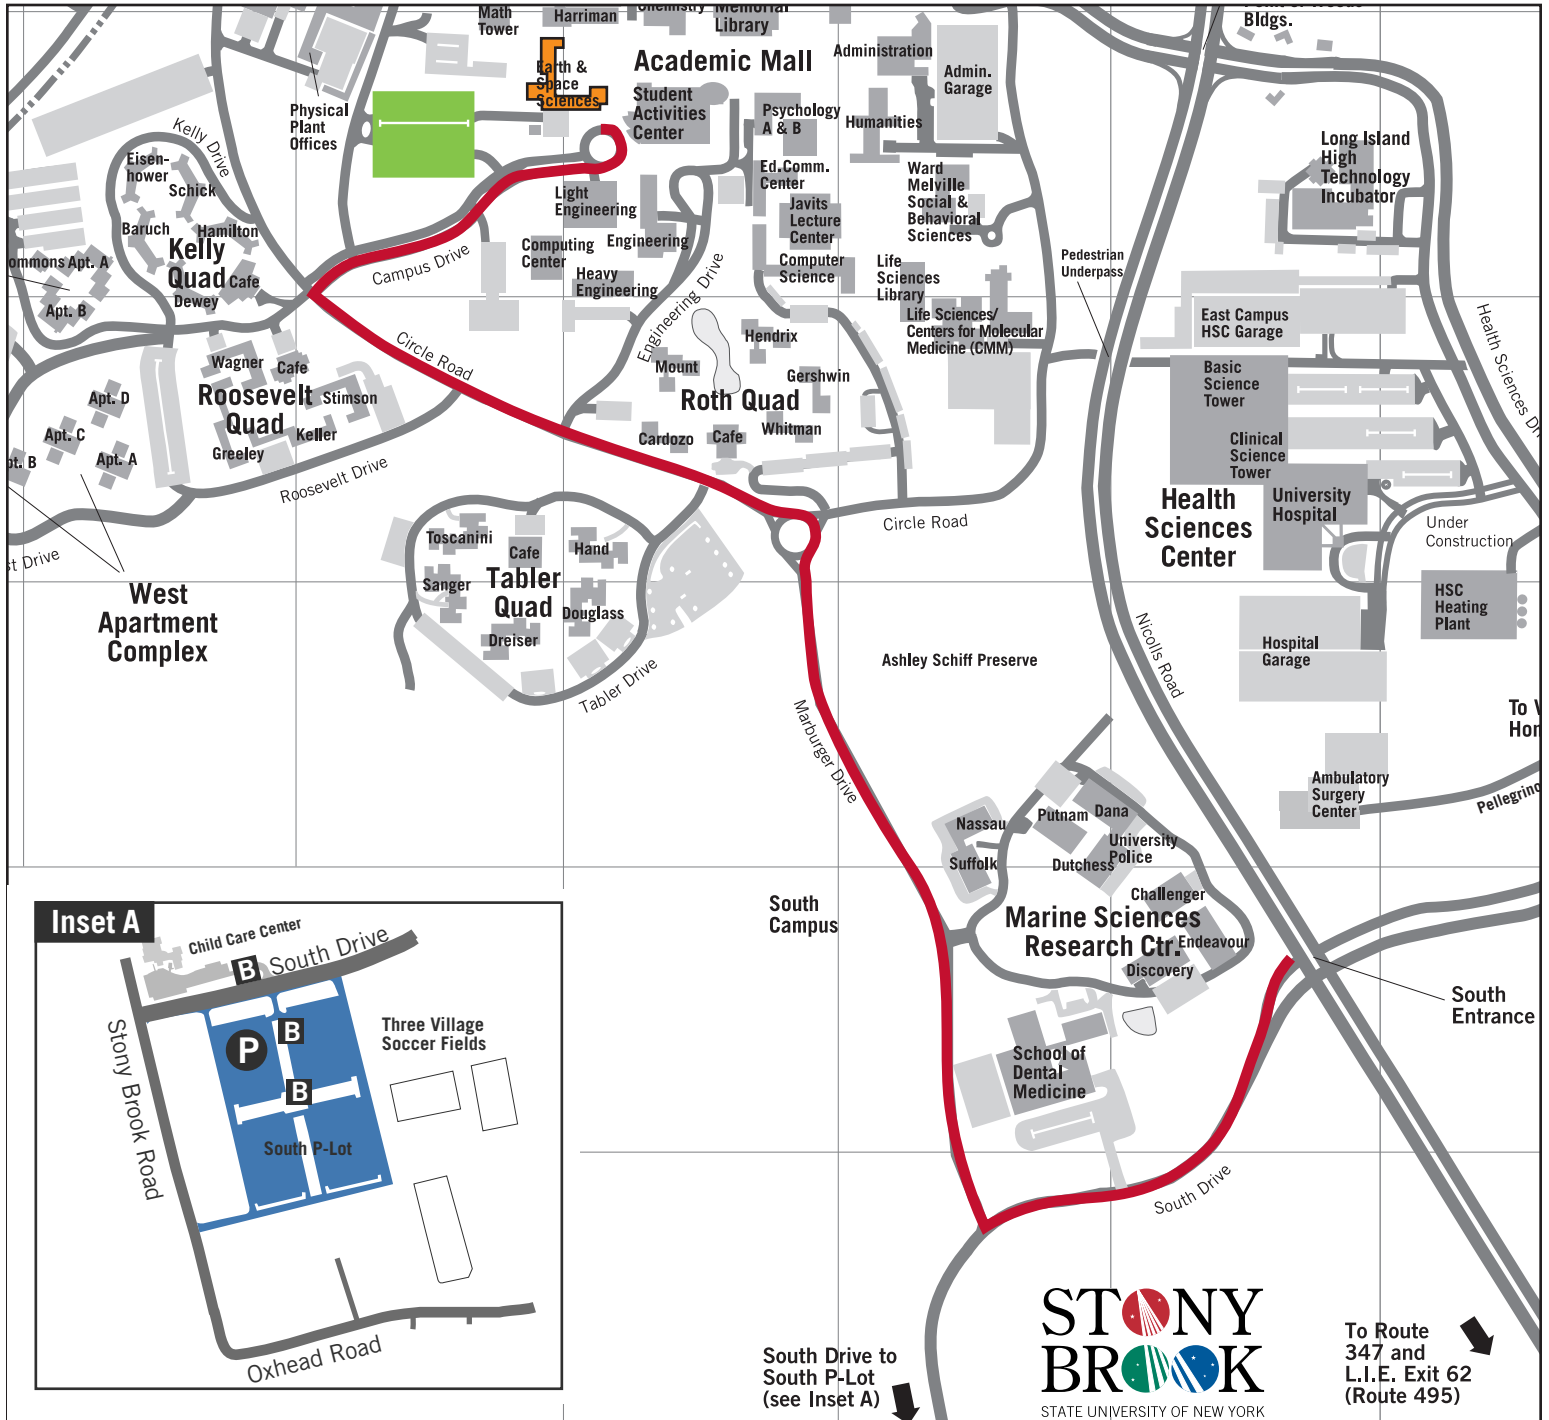 Math
Tower
Harriman
Chemistry
Memorial
Library
Bldgs.
Academic Mall
Administration
Admin.
Garage
Earth &
Space
Sciences
Student
Activities
Center
Psychology
A & B
Humanities
Physical
Plant
Offices
Kelly Drive
Eisen-
hower
Schick
Baruch
Hamilton
Kelly
Quad
Cafe
Dewey
Apt. A
Apt. B
Light
Engineering
Ed.Comm.
Center
Javits
Lecture
Center
Ward
Melville
Social &
Behavioral
Sciences
Long Island
High
Technology
Incubator
Campus Drive
Computing
Center
Engineering
Heavy
Engineering
Computer
Science
Life
Sciences
Library
Life Sciences/
Centers for Molecular
Medicine (CMM)
Pedestrian
Underpass
East Campus
HSC Garage
Health Sciences
Circle Road
Engineering Drive
Hendrix
Mount
Gershwin
Roth Quad
Whitman
Cardozo
Cafe
Wagner
Cafe
Roosevelt
Quad
Stimson
Keller
Greeley
Roosevelt Drive
Apt. D
Apt. C
Apt. A
Basic
Science
Tower
Clinical
Science
Tower
University
Hospital
Health
Sciences
Center
Under
Construction
Circle Road
Drive
West
Apartment
Complex
Toscanini
Cafe
Hand
Sanger
Tabler
Quad
Douglass
Dreiser
Tabler Drive
HSC
Heating
Plant
Hospital
Garage
Nicolls Road
Ashley Schiff Preserve
Marburger Drive
To
Ambulatory
Surgery
Center
Pellegrino
Nassau
Suffolk
Putnam
Dana
University
Police
Dutchess
Challenger
Marine Sciences
Research Ctr.
Endeavour
Discovery
South
Campus
South
Entrance
School of
Dental
Medicine
South Drive
Inset A
Child Care Center
B
South Drive
B
P
B
Stony Brook Road
Three Village
Soccer Fields
South P-Lot
Oxhead Road
South Drive to
South P-Lot
(see Inset A)
STONY
BROOK
STATE UNIVERSITY OF NEW YORK
To Route
347 and
L.I.E. Exit 62
(Route 495)